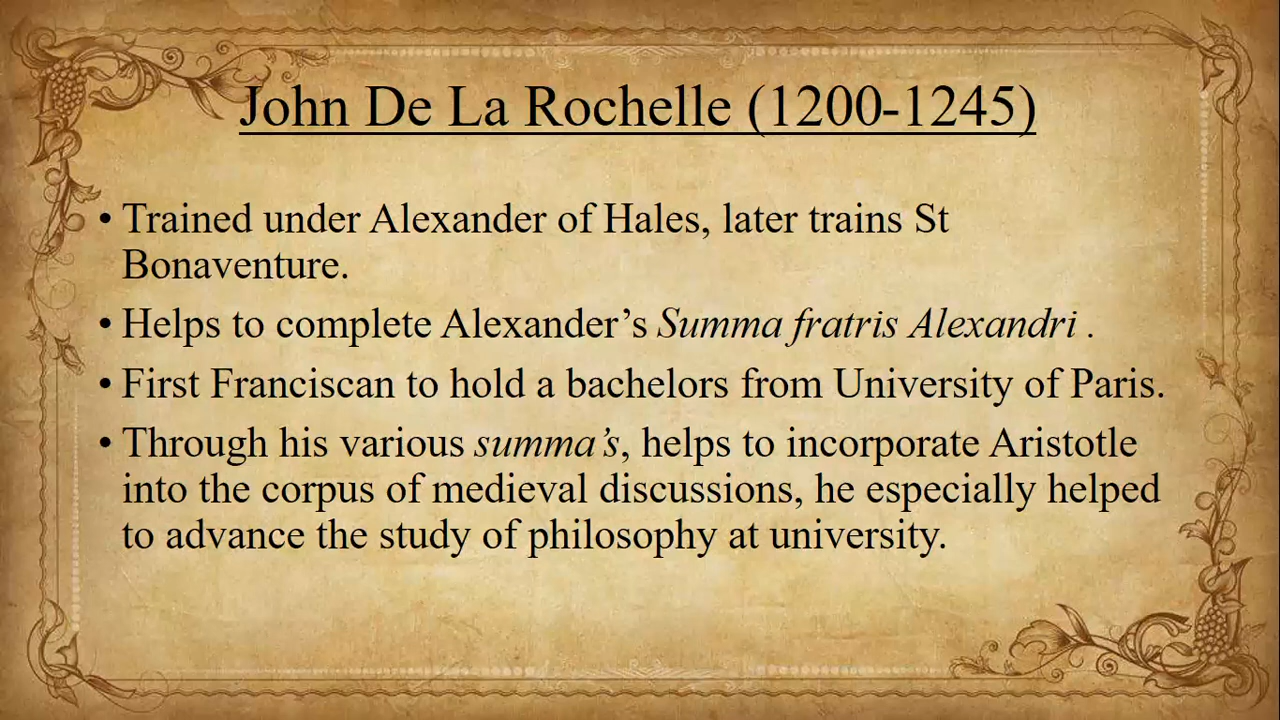 John De La Rochelle (1200-1245)
• Trained under Alexander of Hales, later trains St
Bonaventure.
• Helps to complete Alexander’s Summa fratris Alexandri .
• First Franciscan to hold a bachelors from University of Paris.
• Through his various summa’s, helps to incorporate Aristotle
into the corpus of medieval discussions, he especially helped
to advance the study of philosophy at university.